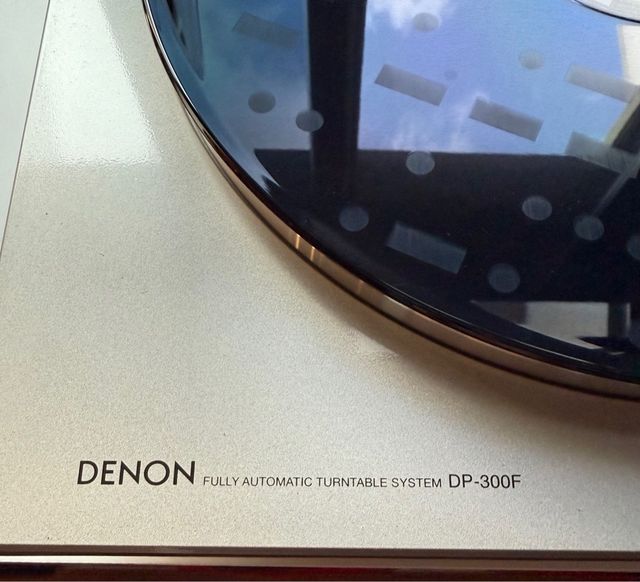 DENON FULLY AUTOMATIC TURNTABLE SYSTEM DP-300F